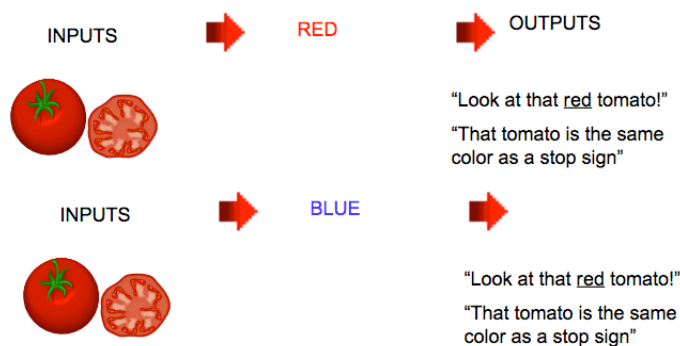 INPUTS
RED
OUTPUTS
“Look at that red tomato!”
“That tomato is the same
color as a stop sign”
INPUTS
BLUE
“Look at that red tomato!”
“That tomato is the same
color as a stop sign”